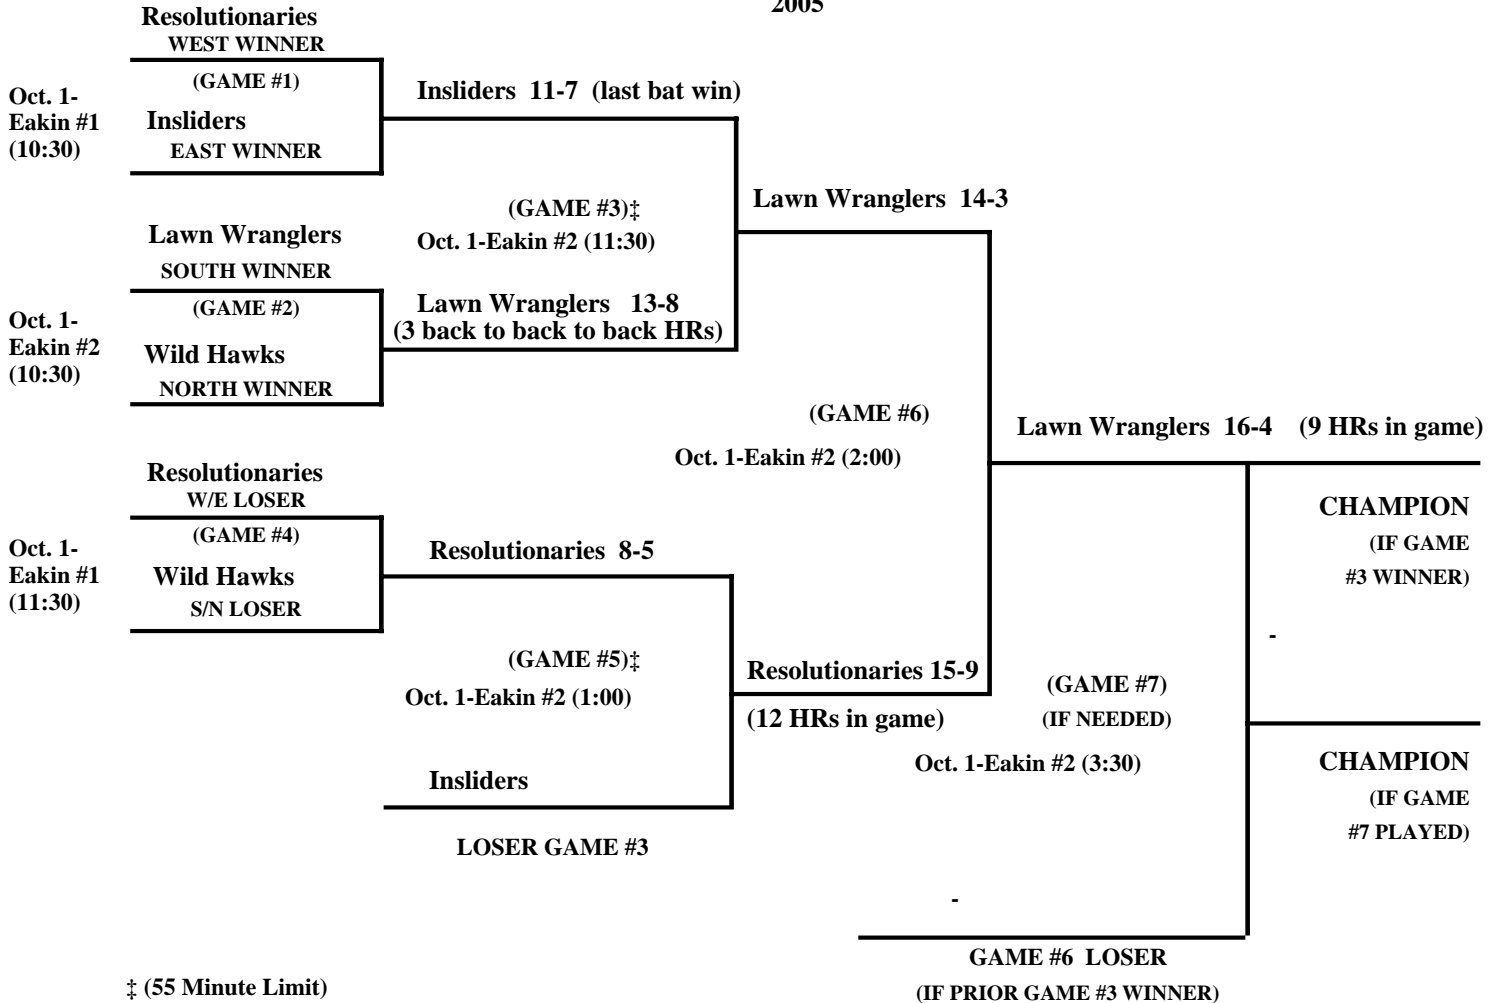 2005
Resolutionaries
WEST WINNER
(GAME #1)
Oct. 1-
Eakin #1
(10:30)
Insliders
EAST WINNER
Insliders 11-7 (last bat win)
(GAME #3)‡
Oct. 1-Eakin #2 (11:30)
Lawn Wranglers 14-3
Lawn Wranglers
SOUTH WINNER
(GAME #2)
Oct. 1-
Eakin #2
(10:30)
Wild Hawks
NORTH WINNER
Lawn Wranglers 13-8
(3 back to back to back HRs)
(GAME #6)
Oct. 1-Eakin #2 (2:00)
Lawn Wranglers 16-4 (9 HRs in game)
CHAMPION
(IF GAME
#3 WINNER)
-
Resolutionaries
W/E LOSER
(GAME #4)
Oct. 1-
Eakin #1
(11:30)
Wild Hawks
S/N LOSER
Resolutionaries 8-5
(GAME #5)‡
Oct. 1-Eakin #2 (1:00)
Resolutionaries 15-9
(12 HRs in game)
(GAME #7)
(IF NEEDED)
Oct. 1-Eakin #2 (3:30)
CHAMPION
(IF GAME
#7 PLAYED)
Insliders
LOSER GAME #3
-
GAME #6 LOSER
(IF PRIOR GAME #3 WINNER)
‡ (55 Minute Limit)